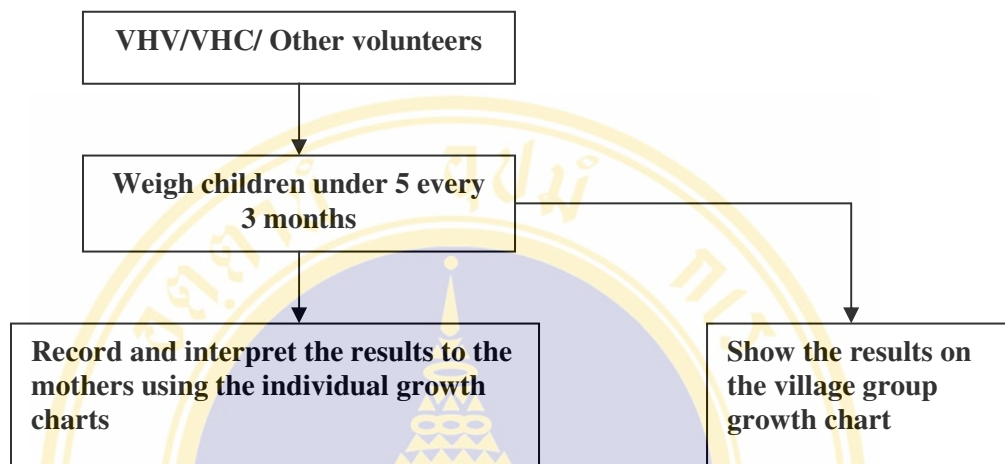 VHV/VHC/ Other volunteers
Weigh children under 5 every
3 months
Record and interpret the results to the
mothers using the individual growth
charts
Show the results on
the village group
growth chart